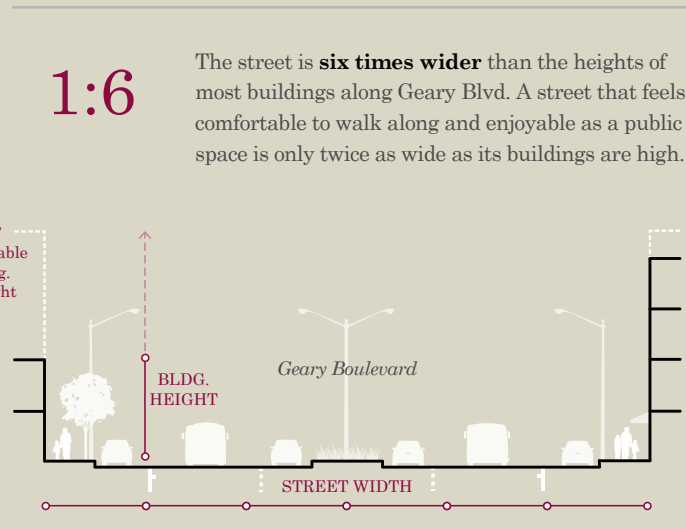 1:6
The street is six times wider than the heights of
most buildings along Geary Blvd. A street that feels
comfortable to walk along and enjoyable as a public
space is only twice as wide as its buildings are high.
Geary Boulevard
BLDG.
HEIGHT
STREET WIDTH